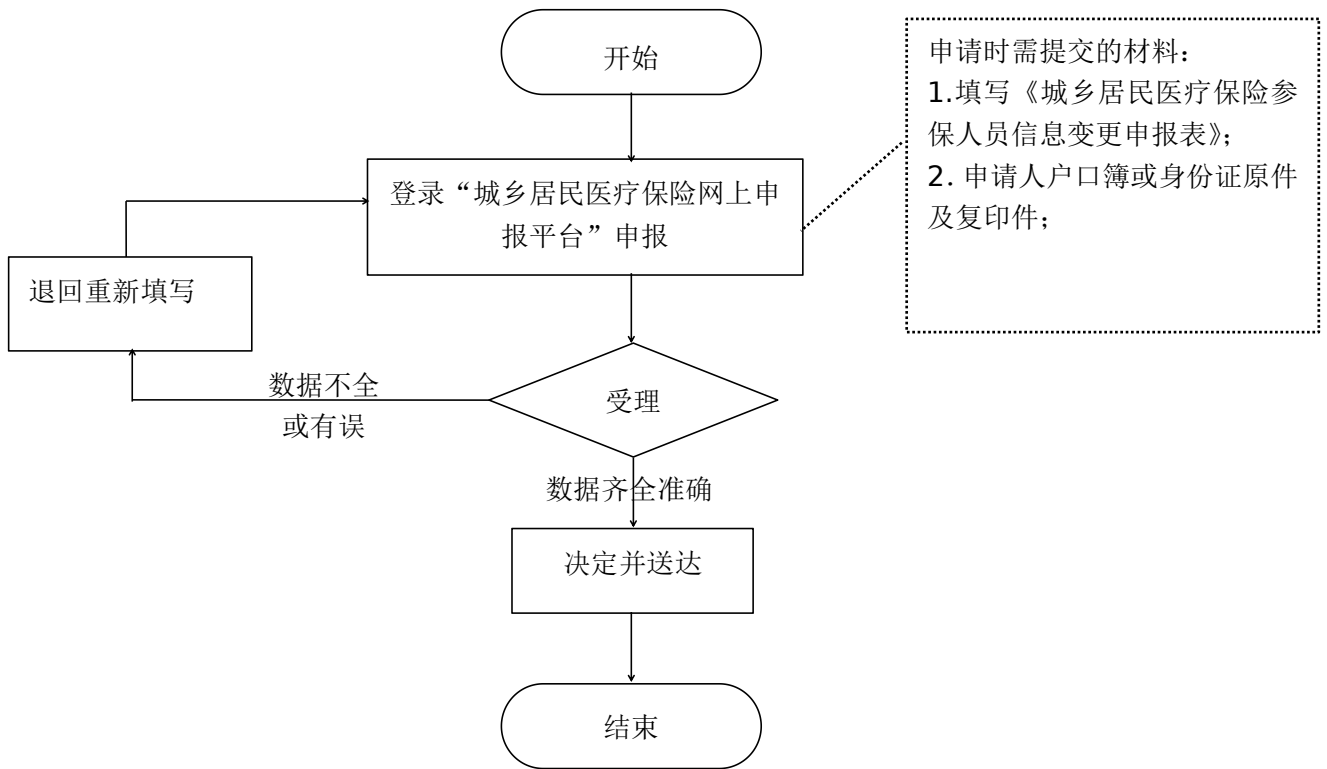 开始
申请时需提交的材料：
1.填写《城乡居民医疗保险参
保人员信息变更申报表》；
2. 申请人户口簿或身份证原件
及复印件；
登录“城乡居民医疗保险网上申
报平台”申报
退回重新填写
数据不全
或有误
受理
数据齐全准确
决定并送达
结束